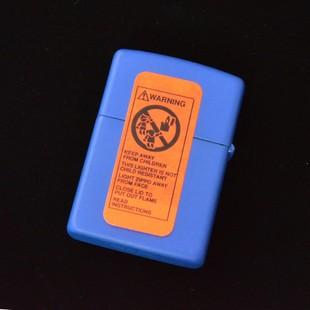 WARNING
KEEP AWAY
FROM CHILDREN
THIS LIGHTER IS NOT
CHILD RESISTANT
LIGHT ZIPPO AWAY
FROM FACE
CLOSE LID TO
PUT OUT FLAME
READ
INSTRUCTIONS